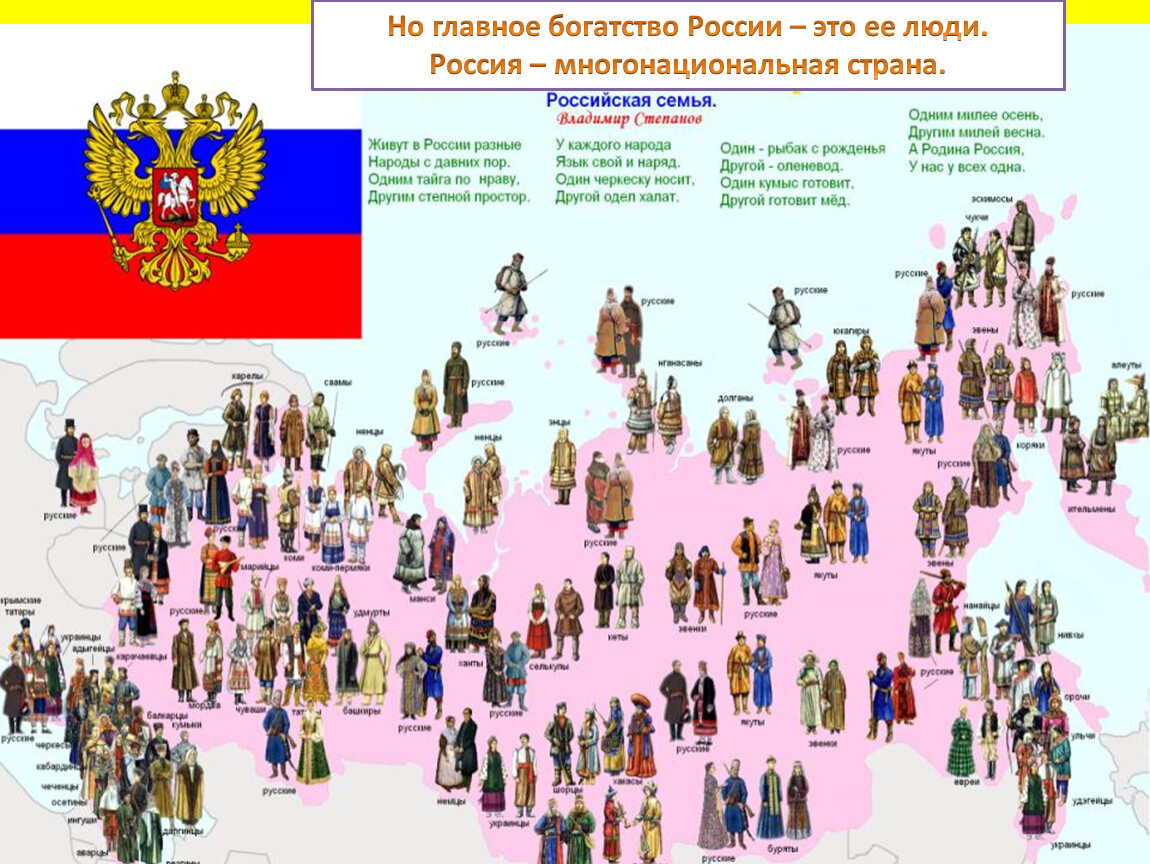 Но главное богатство России – это ее люди.
Россия – многонациональная страна.
Российская семья.
Владимир Степанов
Живут в России разные
Народы с давних пор.
Одним тайга по нраву,
Другим степной простор.
У каждого народа
Язык свой и наряд.
Один черкеску носит,
Другой одел халат.
Один - рыбак с рожденья
Другой - оленевод.
Один кумыс готовит,
Другой готовит мёд.
Одним милее осень,
Другим милей весна.
А Родина Россия,
У нас у всех одна.
эскимосы
чукчи
русские
русские
русские
русские
русские
юкагиры
эвены
русские
нганасаны
алеуты
карелы
саамы
русские
долганы
ненцы
энцы
ненцы
русские
якуты
коряки
русские
ительмены
русские
русские
русские
русские
коми
коми-пермяки
марийцы
якуты
эвены
манси
крымские
татары
русские
удмурты
русские
нанайцы
нивхи
украинцы
адыгейцы
карачаевцы
кеты
эвенки
ханты
селькупы
русские
мордва
чуваши
башкиры
русские
русские
орочи
балкарцы
кумыки
якуты
эвенки
ульчи
русские
черкесы
русские
кабардинцы
чеченцы
осетины
ингуши
русские
немцы
хакасы
шорцы
евреи
удэгейцы
даргинцы
украинцы
аварцы
буряты
русские
украинцы